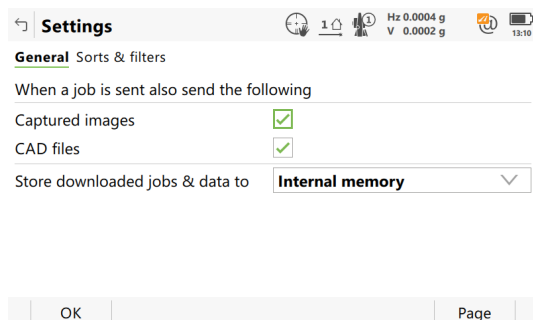 Settings 1 1 Hz 0.0004 g
V 0.0002 g @ 13:10
General Sorts & filters
When a job is sent also send the following
Captured images
CAD files
Store downloaded jobs & data to Internal memory
OK Page